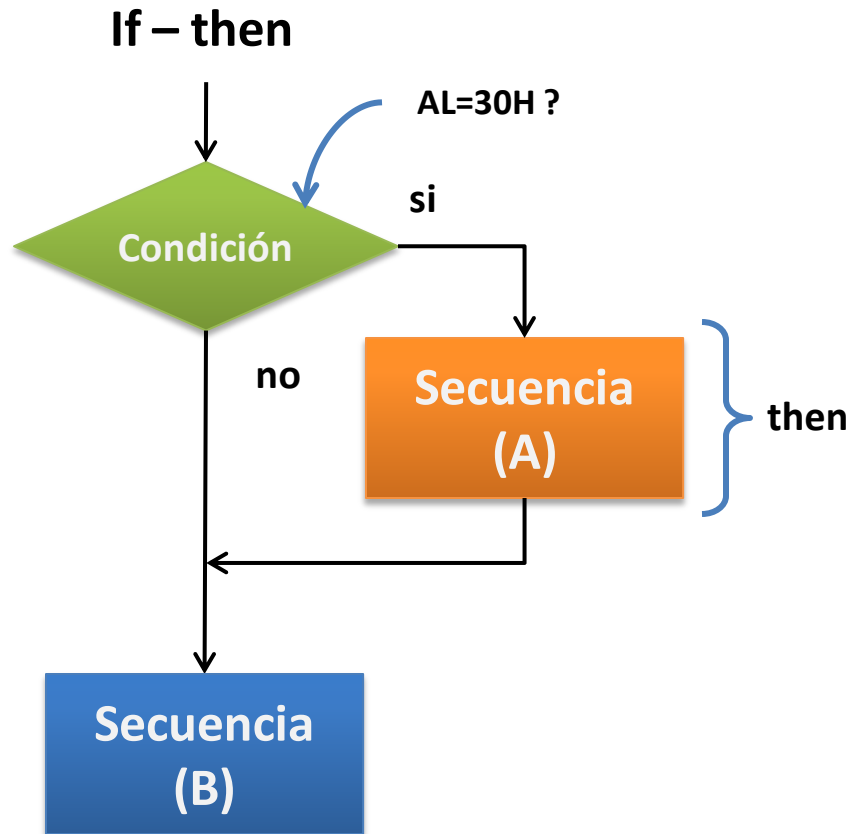 If – then
AL=30H ?
si
Condición
no
Secuencia
(A)
then
Secuencia
(B)